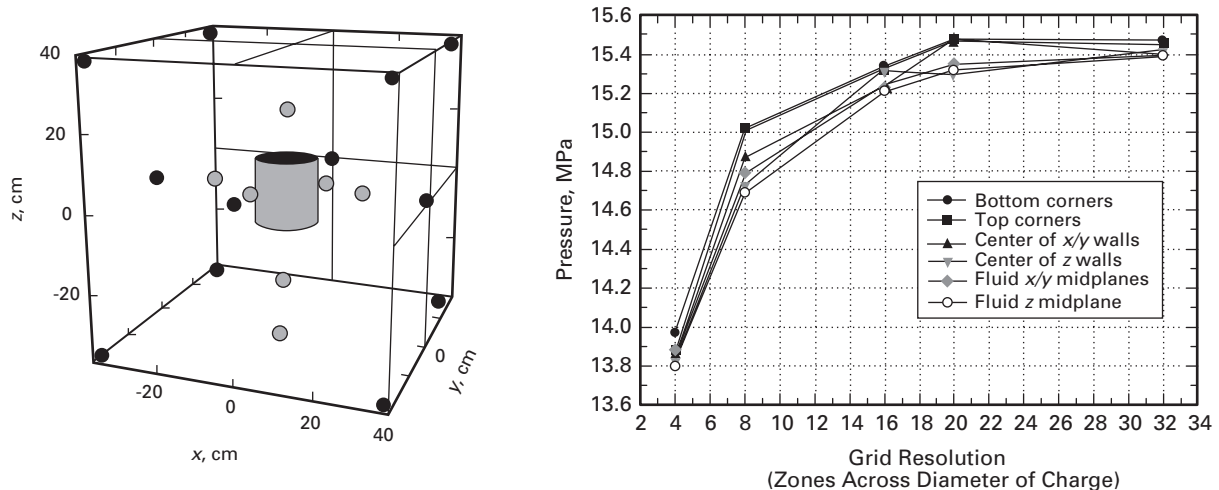 40
20
0
-20
z, cm
-20
0
20
40
x, cm
0
y, cm
15.6
15.4
15.2
15.0
14.8
14.6
14.4
14.2
14.0
13.8
13.6
Pressure, MPa
Bottom corners
Top corners
Center of x/y walls
Center of z walls
Fluid x/y midplanes
Fluid z midplane
2 4 6 8 10 12 14 16 18 20 22 24 26 28 30 32 34
Grid Resolution
(Zones Across Diameter of Charge)